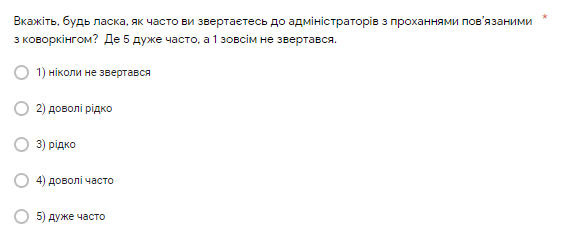 Вкажіть, будь ласка, як часто ви звертаєтесь до адміністраторів з проханнями пов'язаними *
з коворкінгом? Де 5 дуже часто, а 1 зовсім не звертався.
1) ніколи не звертався
2) доволі рідко
3) рідко
4) доволі часто
5) дуже часто